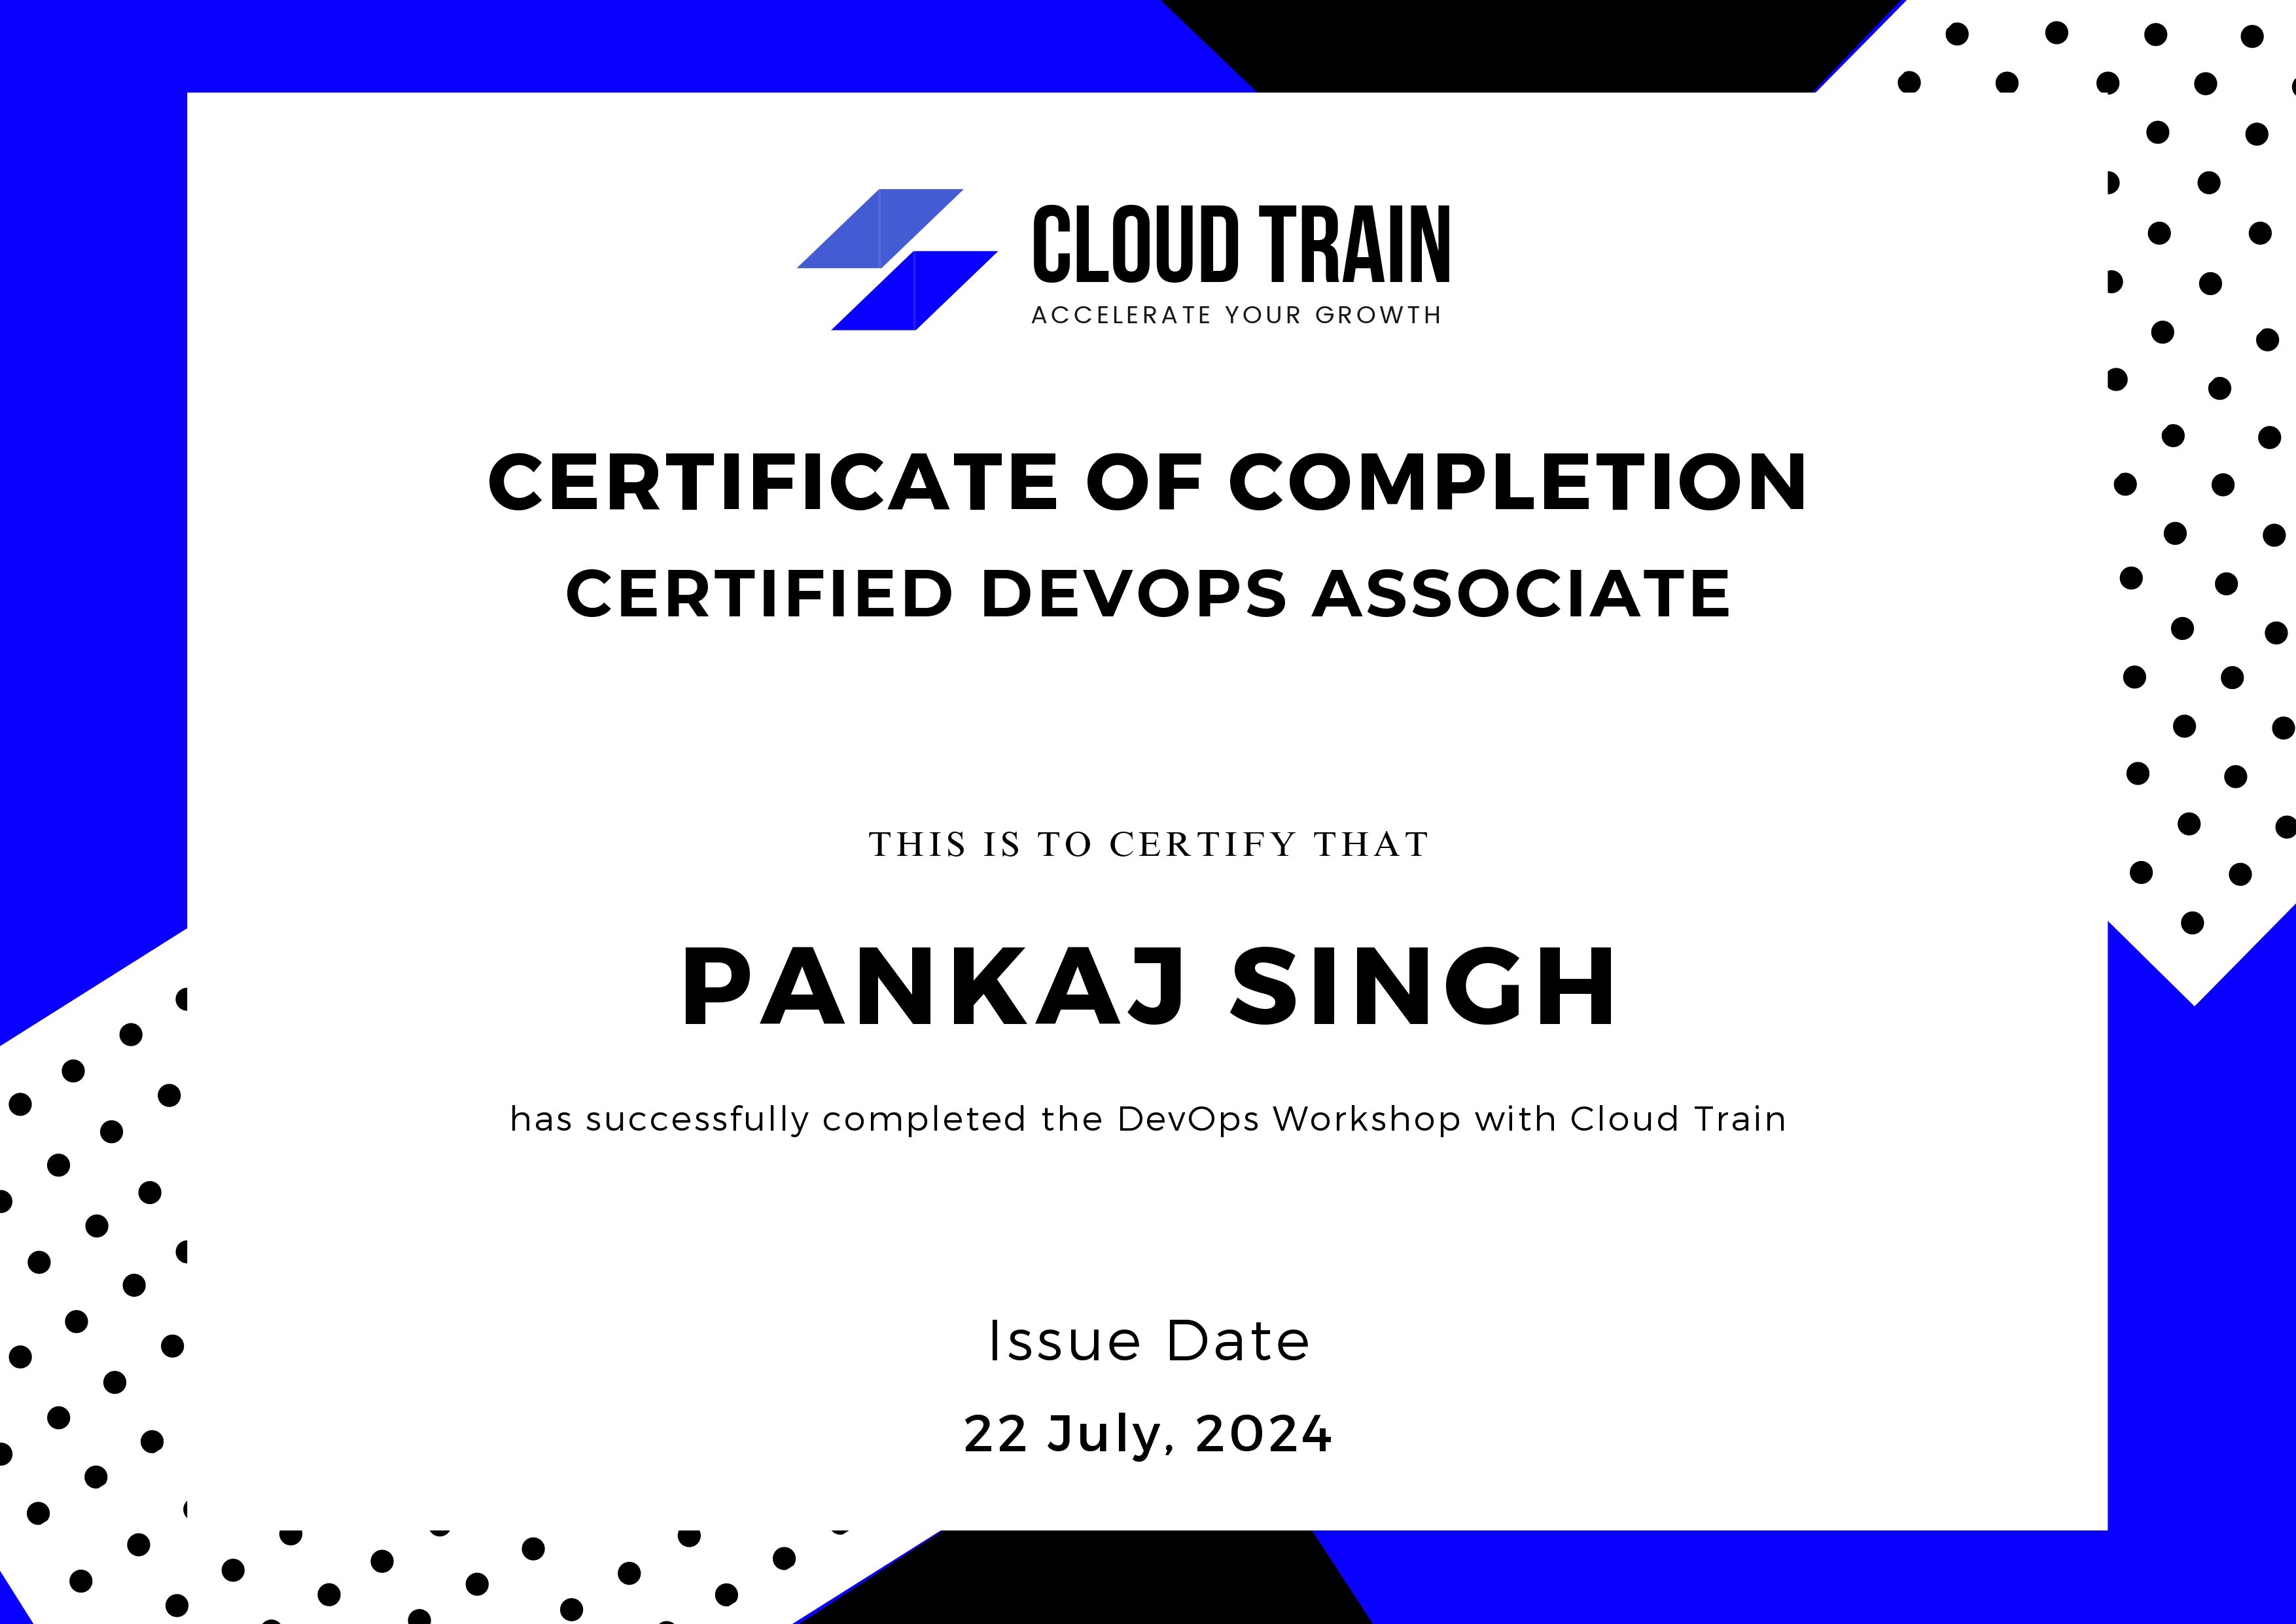 CLOUD TRAIN
ACCELERATE YOUR GROWTH
CERTIFICATE OF COMPLETION
CERTIFIED DEVOPS ASSOCIATE
THIS IS TO CERTIFY THAT
PANKAJ SINGH
has successfully completed the DevOps Workshop with Cloud Train
Issue Date
22 July, 2024